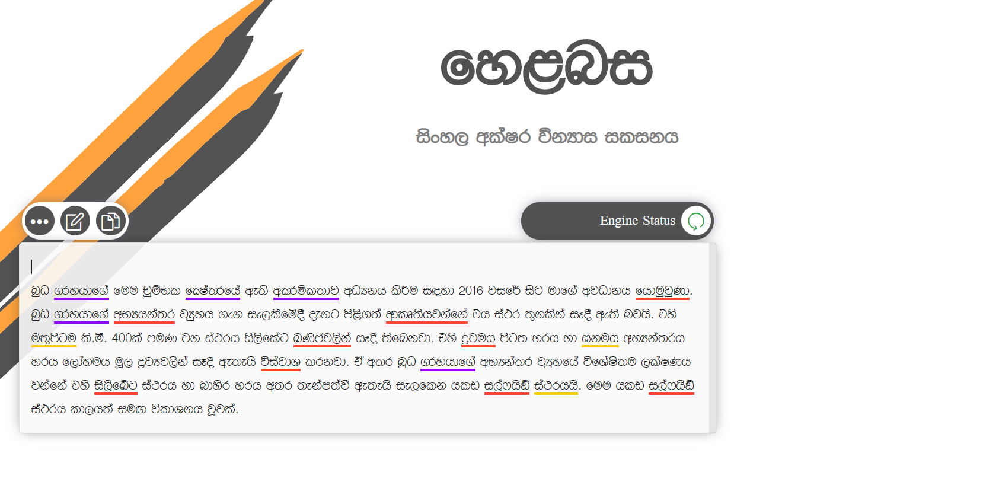 හෙළබස
සිංහල අක්ෂර වින්‍යාස සකසනය
Engine Status
බුධ ගරහයාගේ මෙම චුම්භක ක්‍ෂේතරයේ ඇති අකරමිකතාව අධ්‍යනය කිරීම සඳහා 2016 වසරේ සිට මාගේ අවධානය යොමුවුණා.
බුධ ගරහයාගේ අභ්‍යයන්තර ව්‍යුහය ගැන සැලකීමේදී දැනට පිළිගත් ආකෘතියවන්නේ එය ස්ථර තුනකින් සෑදී ඇති බවයි. එහි
මතුපිටම කි.මී. 400ක් පමණ වන ස්ථරය සිලිකේට ඛණිජවලින් සෑදී තිබෙනවා. එහි ද්‍රවමය පිටත හරය හා ඝනමය අභ්‍යන්තරය
හරය ලෝහමය මූල ද්‍රව්‍යවලින් සෑදී ඇතැයි විස්වාශ කරනවා. ඒ අතර බුධ ගරහයාගේ අභ්‍යන්තර ව්‍යුහයේ විශේෂිතම ලක්ෂණය
වන්නේ එහි සිලිඛේට ස්ථරය හා බාහිර හරය අතර තැන්පත්වී ඇතැයි සැලකෙන යකඩ සල්ෆයිඞ් ස්ථරයයි. මෙම යකඩ සල්ෆයිඞ්
ස්ථරය කාලයත් සමඟ විකාශනය වූවක්.